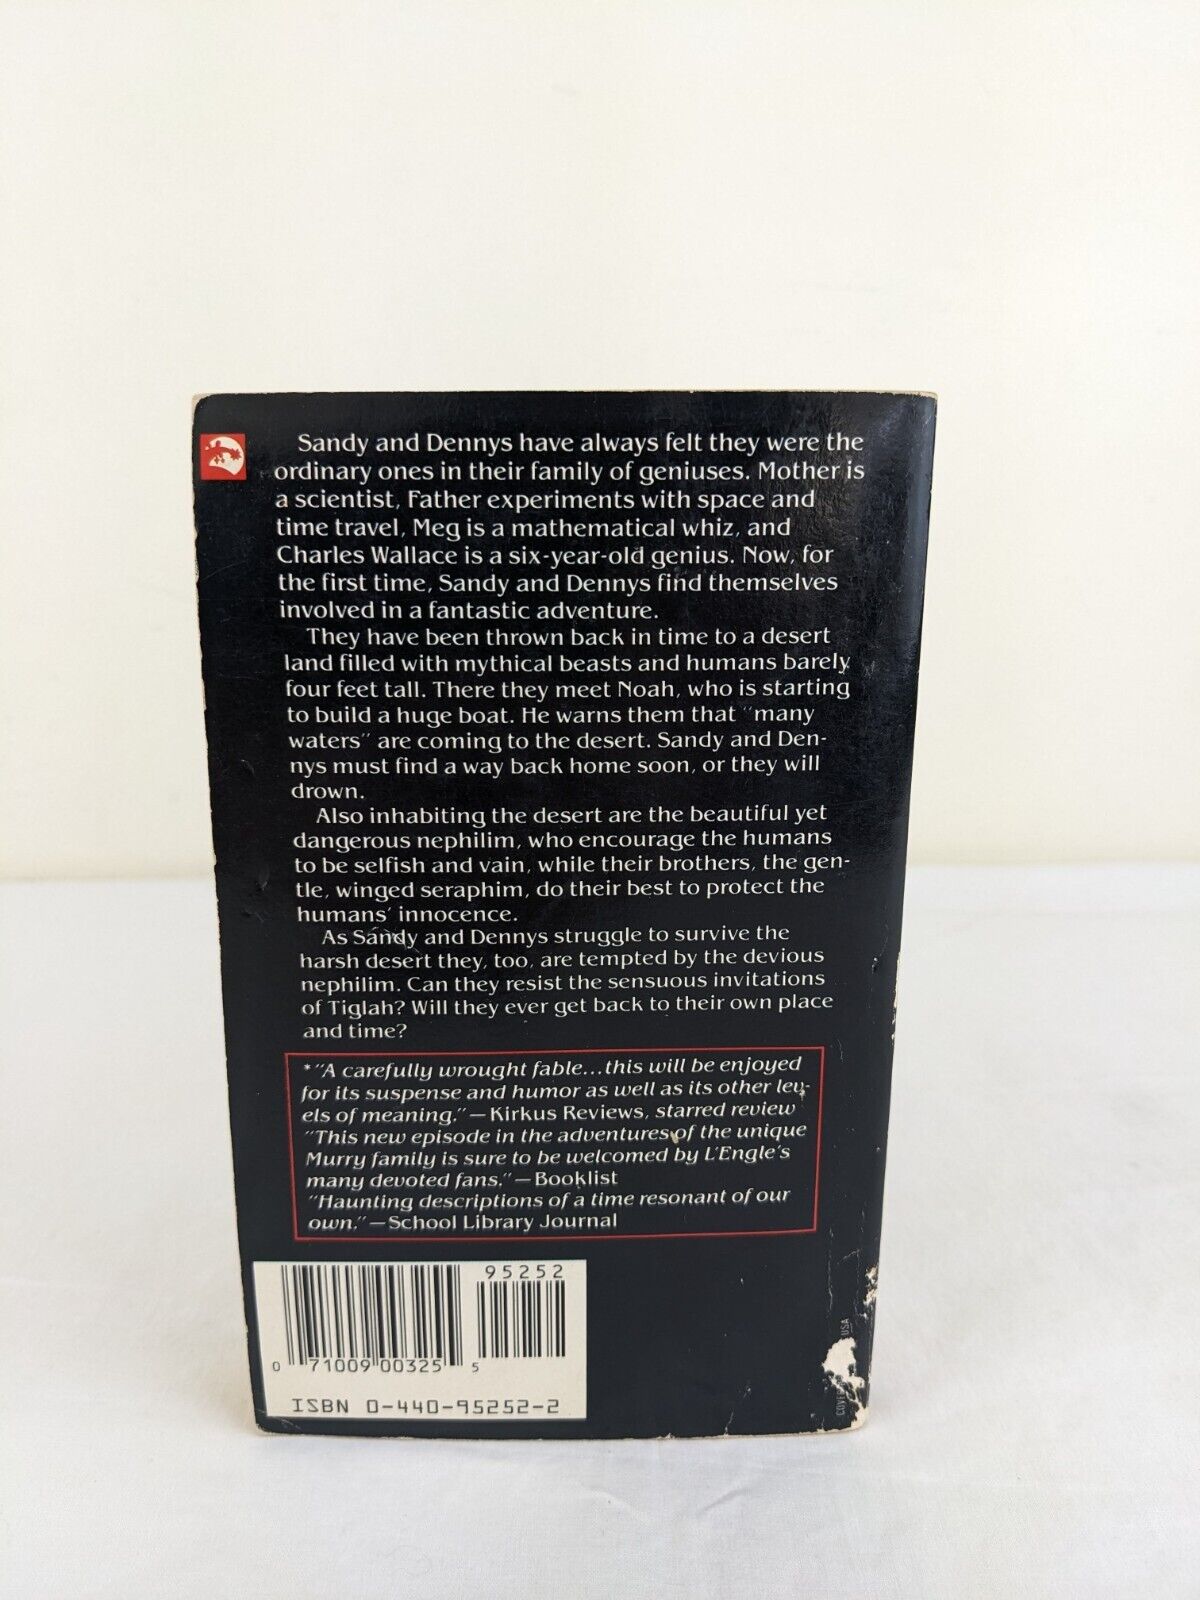 Sandy and Dennys have always felt they were the
ordinary ones in their family of geniuses. Mother is
a scientist, Father experiments with space and
time travel, Meg is a mathematical whiz, and
Charles Wallace is a six-year-old genius. Now, for
the first time, Sandy and Dennys find themselves
involved in a fantastic adventure.
They have been thrown back in time to a desert
land filled with mythical beasts and humans barely
four feet tall. There they meet Noah, who is starting
to build a huge boat. He warns them that "many
waters" are coming to the desert. Sandy and Den-
nys must find a way back home soon, or they will
drown.
Also inhabiting the desert are the beautiful yet
dangerous nephilim, who encourage the humans
to be selfish and vain, while their brothers, the gen-
tle, winged seraphim, do their best to protect the
humans' innocence.
As Sandy and Dennys struggle to survive the
harsh desert they, too, are tempted by the devious
nephilim. Can they resist the sensuous invitations
of Tiglah? Will they ever get back to their own place
and time?
*"A carefully wrought fable...this will be enjoyed
for its suspense and humor as well as its other lev-
els of meaning."—Kirkus Reviews, starred review
"This new episode in the adventures of the unique
Murry family is sure to be welcomed by L'Engle's
many devoted fans."—Booklist
"Haunting descriptions of a time resonant of our
own."—School Library Journal
95252
0 71009 00325 5
ISBN 0-440-95252-2
USA